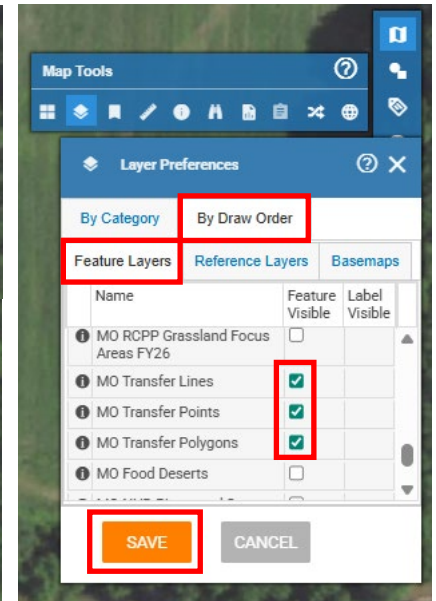 Map Tools
Layer Preferences
By Category By Draw Order
Feature Layers Reference Layers Basemaps
Name Feature Label
Visible Visible
MO RCPP Grassland Focus
Areas FY26
MO Transfer Lines
MO Transfer Points
MO Transfer Polygons
MO Food Deserts
SAVE CANCEL